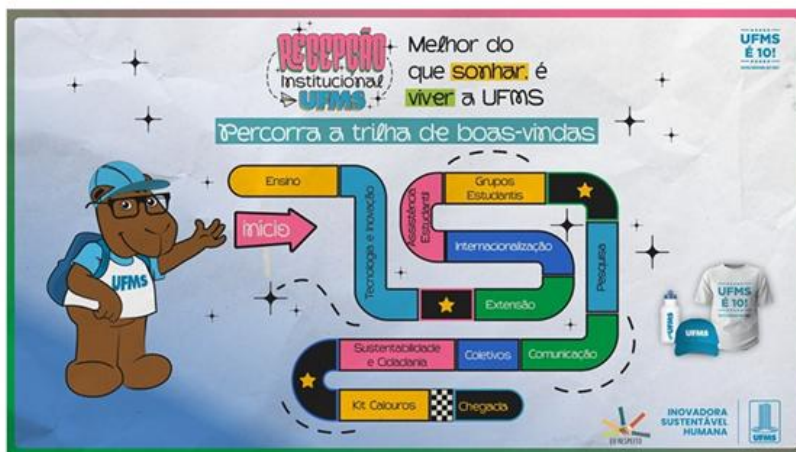 RECEPÇÃO
Institucional
UFMS
Melhor do
que sonhar, é
viver a UFMS
UFMS
É 10!
Percorra a trilha de boas-vindas
Início
Ensino
Tecnologia e Inovação
Extensão
Internacionalização
Assistência
Estudantil
Grupos
Estudantis
Pesquisa
Comunicação
Coletivos
Sustentabilidade
e Cidadania
Kit Calouros
Chegada
UFMS
UFMS
UFMS
UFMS
É 10!
INOVADORA
SUSTENTÁVEL
HUMANA
UFMS